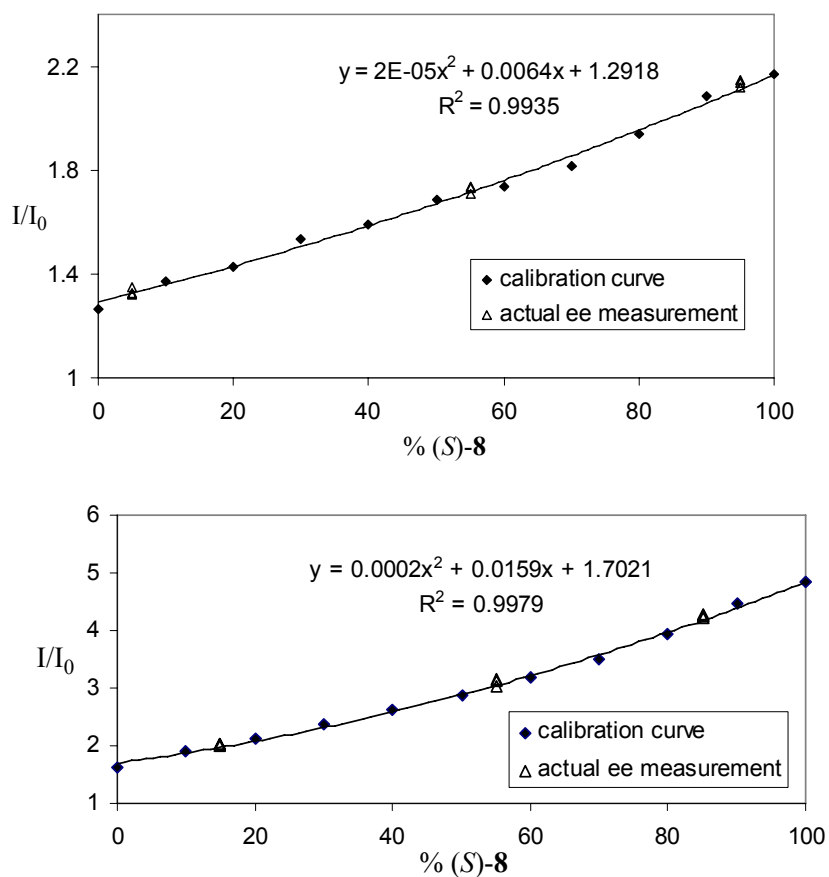 y = 2E-05x² + 0.0064x + 1.2918
R² = 0.9935
2.2
1.8
1.4
1
I/I₀
calibration curve
actual ee measurement
0 20 40 60 80 100
% (S)-8
y = 0.0002x² + 0.0159x + 1.7021
R² = 0.9979
6
5
4
3
2
1
I/I₀
calibration curve
actual ee measurement
0 20 40 60 80 100
% (S)-8